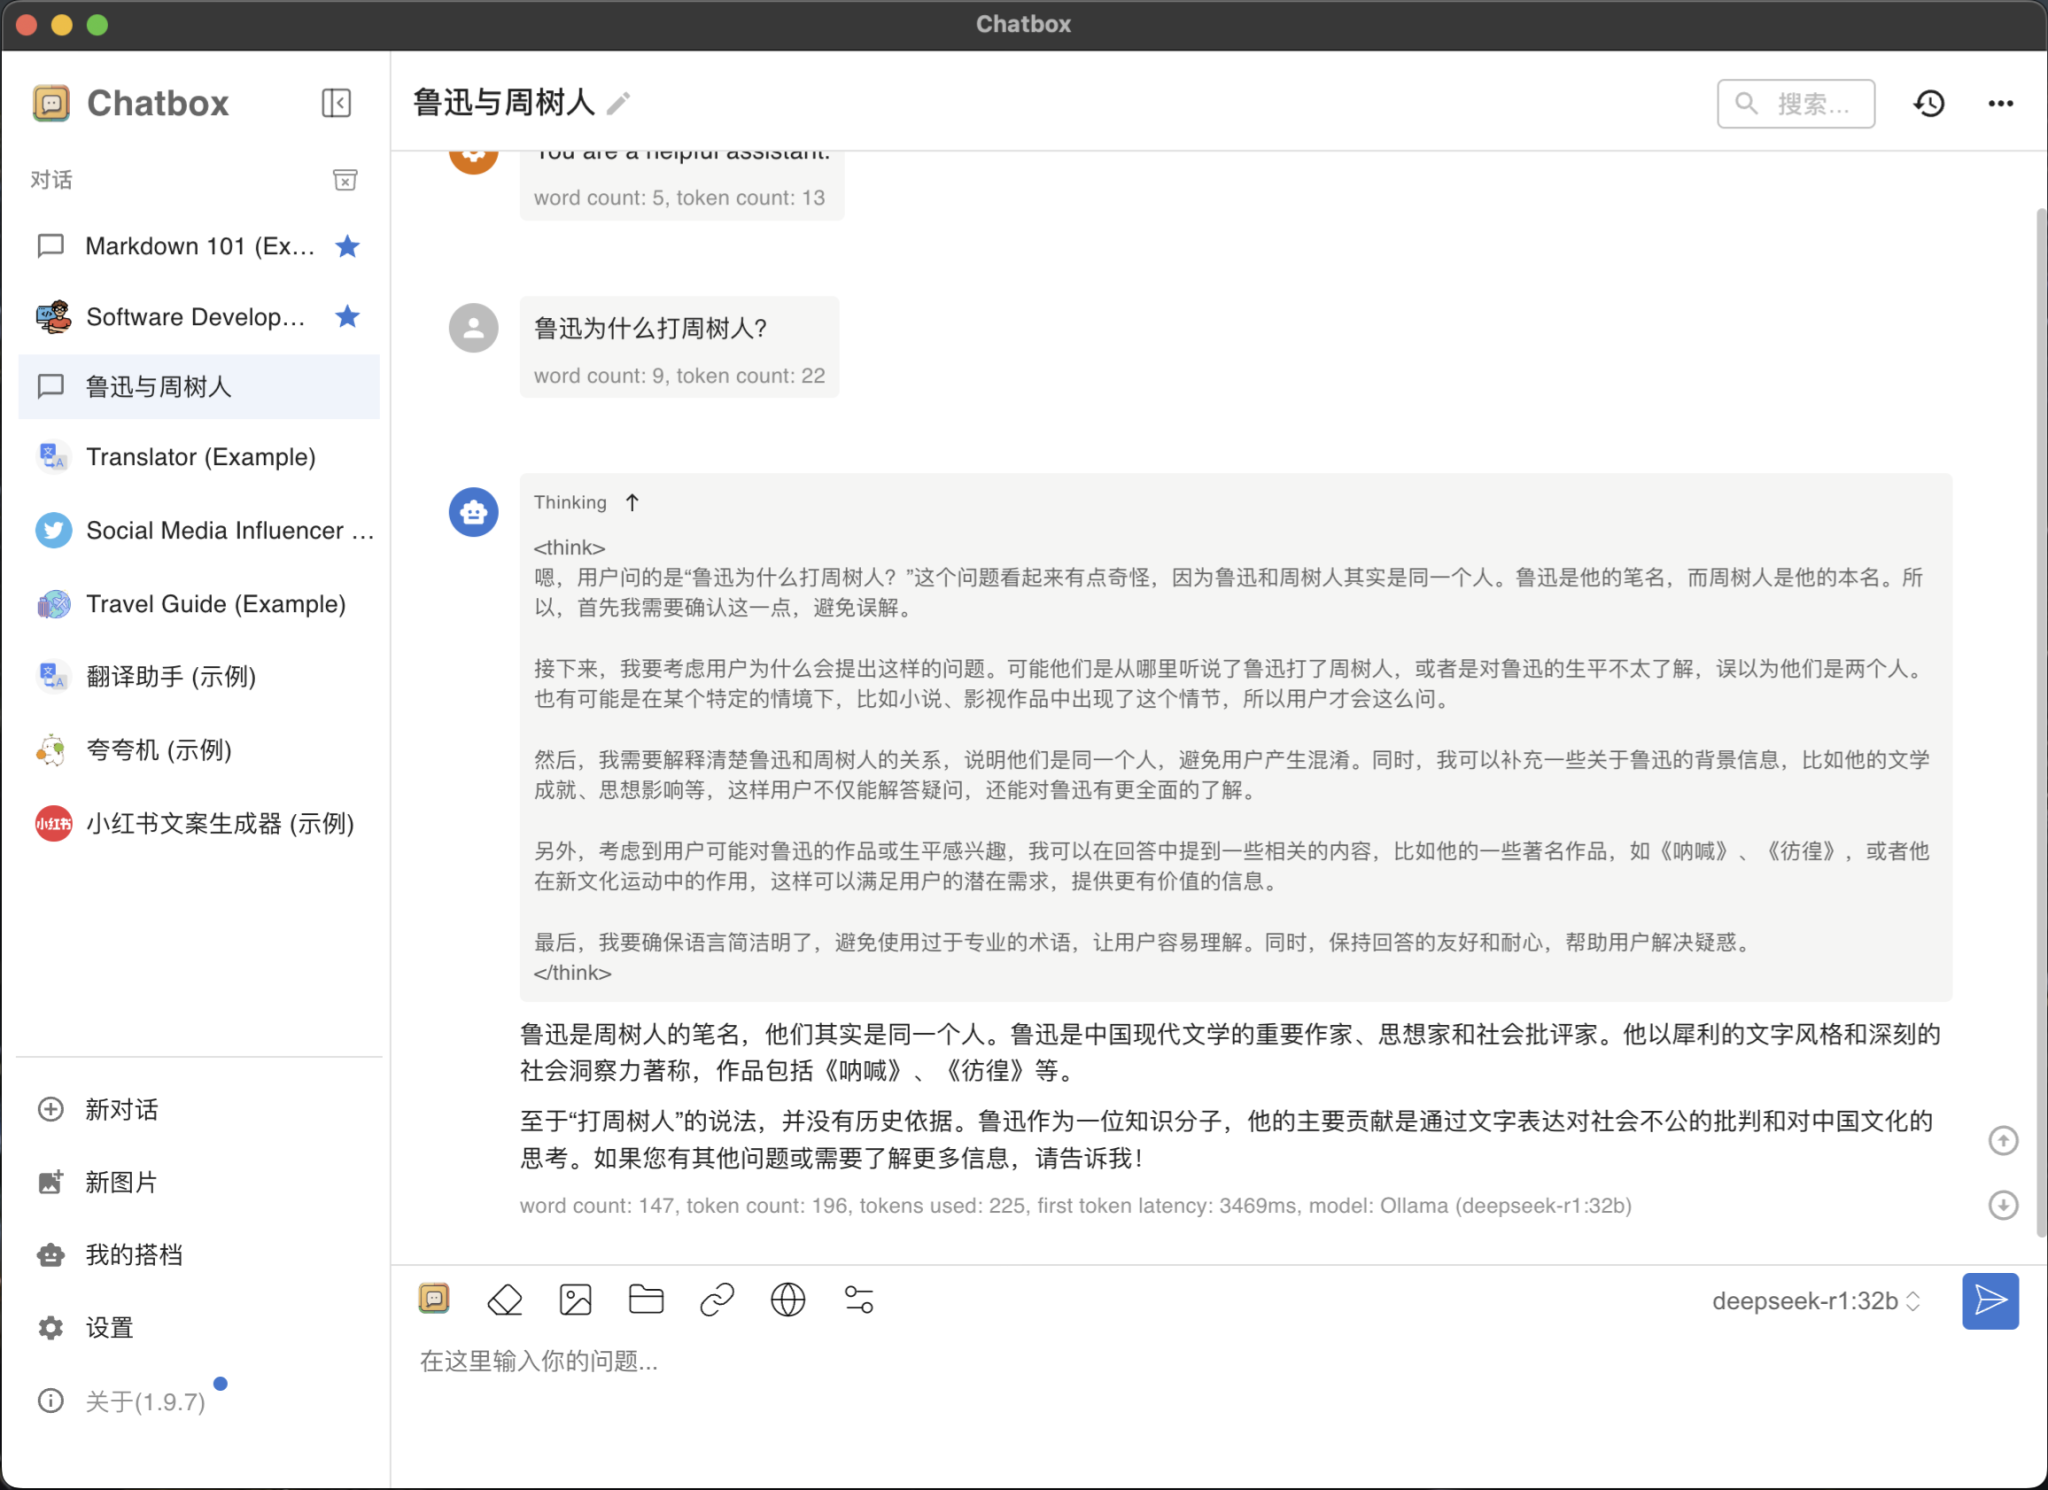 Chatbox
Chatbox
对话
Markdown 101 (Ex...
Software Develop...
鲁迅与周树人
Translator (Example)
Social Media Influencer ...
Travel Guide (Example)
翻译助手 (示例)
夸夸机 (示例)
小红书
小红书文案生成器 (示例)
新对话
新图片
我的搭档
设置
关于(1.9.7)
鲁迅与周树人
搜索...
You are a helpful assistant.
word count: 5, token count: 13
鲁迅为什么打周树人?
word count: 9, token count: 22
Thinking ↑
<think>
嗯，用户问的是“鲁迅为什么打周树人？”这个问题看起来有点奇怪，因为鲁迅和周树人其实是同一个人。鲁迅是他的笔名，而周树人是他的本名。所
以，首先我需要确认这一点，避免误解。
接下来，我要考虑用户为什么会提出这样的问题。可能他们是从哪里听说了鲁迅打了周树人，或者是对鲁迅的生平不太了解，误以为他们是两个人。
也有可能是在某个特定的情境下，比如小说、影视作品中出现了这个情节，所以用户才会这么问。
然后，我需要解释清楚鲁迅和周树人的关系，说明他们是同一个人，避免用户产生混淆。同时，我可以补充一些关于鲁迅的背景信息，比如他的文学
成就、思想影响等，这样用户不仅能解答疑问，还能对鲁迅有更全面的了解。
另外，考虑到用户可能对鲁迅的作品或生平感兴趣，我可以在回答中提到一些相关的内容，比如他的一些著名作品，如《呐喊》、《彷徨》，或者他
在新文化运动中的作用，这样可以满足用户的潜在需求，提供更有价值的信息。
最后，我要确保语言简洁明了，避免使用过于专业的术语，让用户容易理解。同时，保持回答的友好和耐心，帮助用户解决疑惑。
</think>
鲁迅是周树人的笔名，他们其实是同一个人。鲁迅是中国现代文学的重要作家、思想家和社会批评家。他以犀利的文字风格和深刻的
社会洞察力著称，作品包括《呐喊》、《彷徨》等。
至于“打周树人”的说法，并没有历史依据。鲁迅作为一位知识分子，他的主要贡献是通过文字表达对社会不公的批判和对中国文化的
思考。如果您有其他问题或需要了解更多信息，请告诉我！
word count: 147, token count: 196, tokens used: 225, first token latency: 3469ms, model: Ollama (deepseek-r1:32b)
deepseek-r1:32b
在这里输入你的问题...